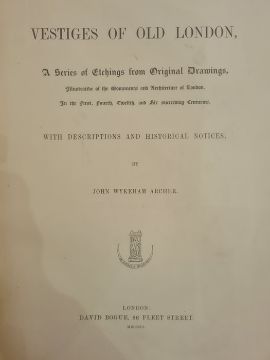 VESTIGES OF OLD LONDON,
A Series of Etchings from Original Drawings,
Illustrative of the Monuments and Architecture of London,
In the First, Fourth, Twelfth, and Six succeeding Centuries.
WITH DESCRIPTIONS AND HISTORICAL NOTICES,
BY
JOHN WYKEHAM ARCHER.
LONDON:
DAVID BOGUE, 86 FLEET STREET.